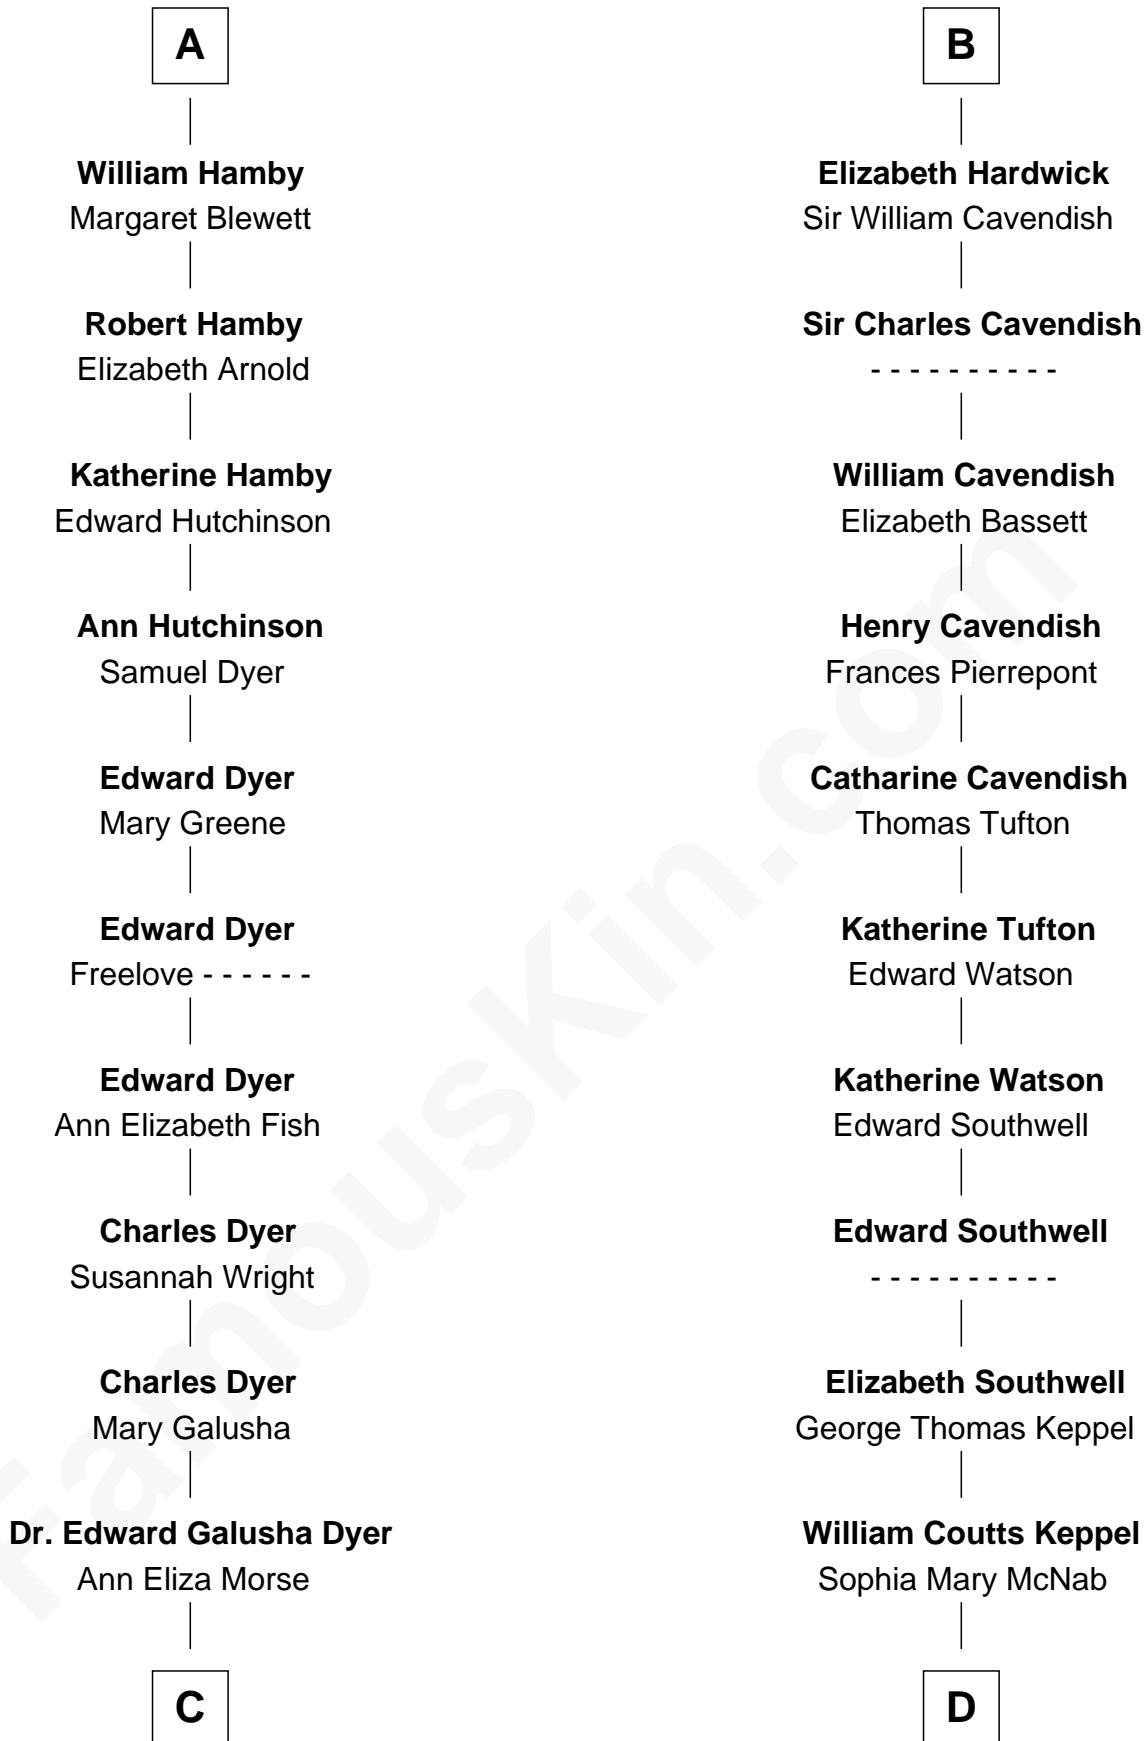 A
William Hamby
Margaret Blewett
Robert Hamby
Elizabeth Arnold
Katherine Hamby
Edward Hutchinson
Ann Hutchinson
Samuel Dyer
Edward Dyer
Mary Greene
Edward Dyer
Freelove - - - - - -
Edward Dyer
Ann Elizabeth Fish
Charles Dyer
Susannah Wright
Charles Dyer
Mary Galusha
Dr. Edward Galusha Dyer
Ann Eliza Morse
C
B
Elizabeth Hardwick
Sir William Cavendish
Sir Charles Cavendish
- - - - - - - - - -
William Cavendish
Elizabeth Bassett
Henry Cavendish
Frances Pierrepont
Catharine Cavendish
Thomas Tufton
Katherine Tufton
Edward Watson
Katherine Watson
Edward Southwell
Edward Southwell
- - - - - - - - - -
Elizabeth Southwell
George Thomas Keppel
William Coutts Keppel
Sophia Mary McNab
D
FamousKin.com